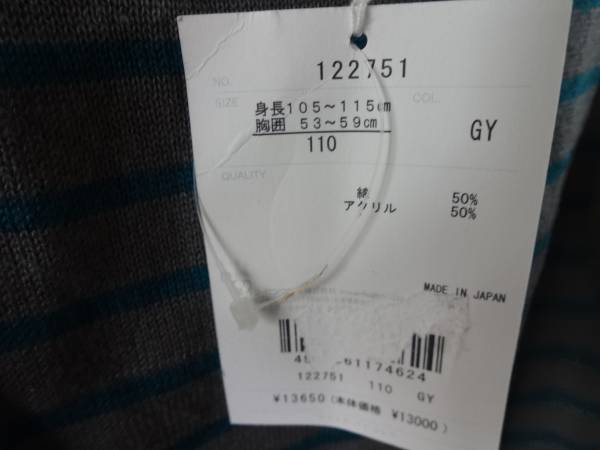 NO. 122751
SIZE 身長105～115cm COL.
胸囲 53～59cm GY
110
QUALITY
綿 50%
アクリル 50%
MADE IN JAPAN
61174624
122751 110 GY
¥13650(本体価格 ¥13000)